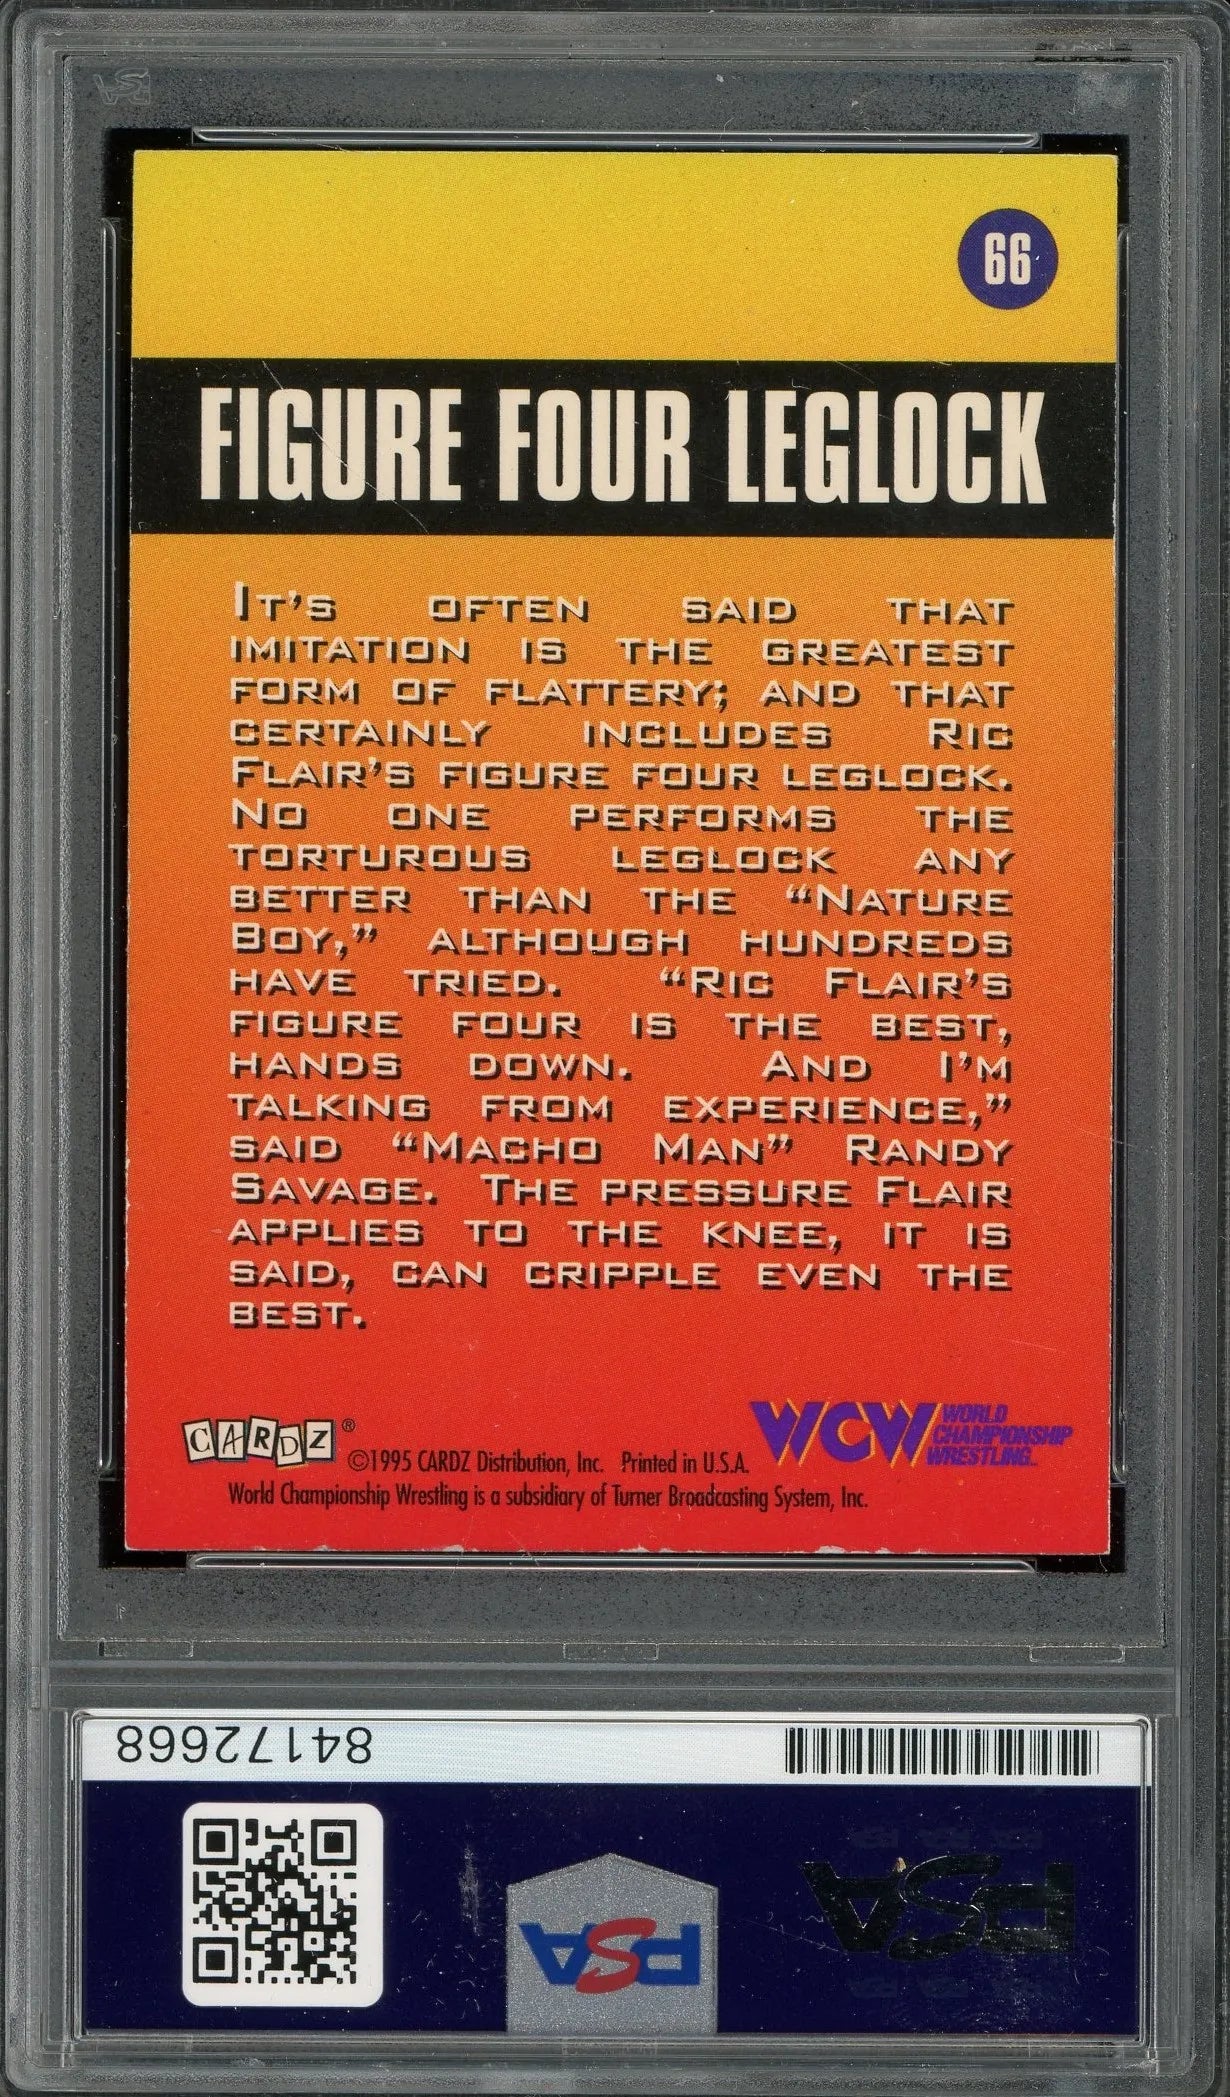 66
FIGURE FOUR LEGLOCK
It's often said that
imitation is the greatest
form of flattery; and that
certainly includes Ric
Flair's figure four leglock.
No one performs the
torturous leglock any
better than the “Nature
Boy,” although hundreds
have tried. “Ric Flair's
figure four is the best,
hands down. And I'm
talking from experience,”
said “Macho Man” Randy
Savage. The pressure Flair
applies to the knee, it is
said, can cripple even the
best.
CARDZ®
©1995 CARDZ Distribution, Inc. Printed in U.S.A.
WCW WORLD
CHAMPIONSHIP
WRESTLING™
World Championship Wrestling is a subsidiary of Turner Broadcasting System, Inc.
84172668
PSA
PSA
PSA